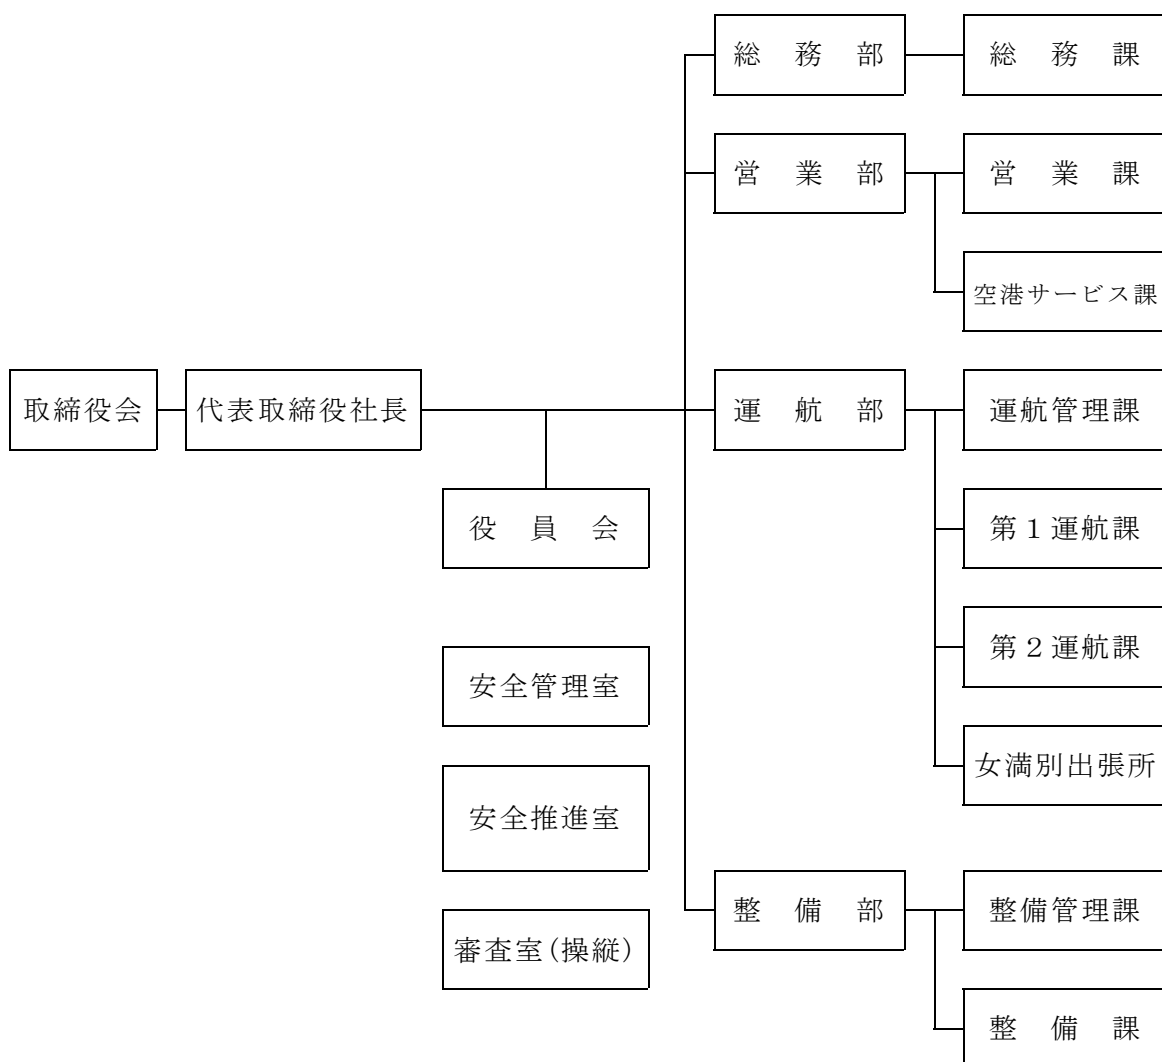 総　務　部
総　務　課
営　業　部
営　業　課
空港サービス課
取締役会
代表取締役社長
運　航　部
運航管理課
役　員　会
第１運航課
安全管理室
第２運航課
女満別出張所
安全推進室
整　備　部
整備管理課
審査室(操縦)
整　備　課